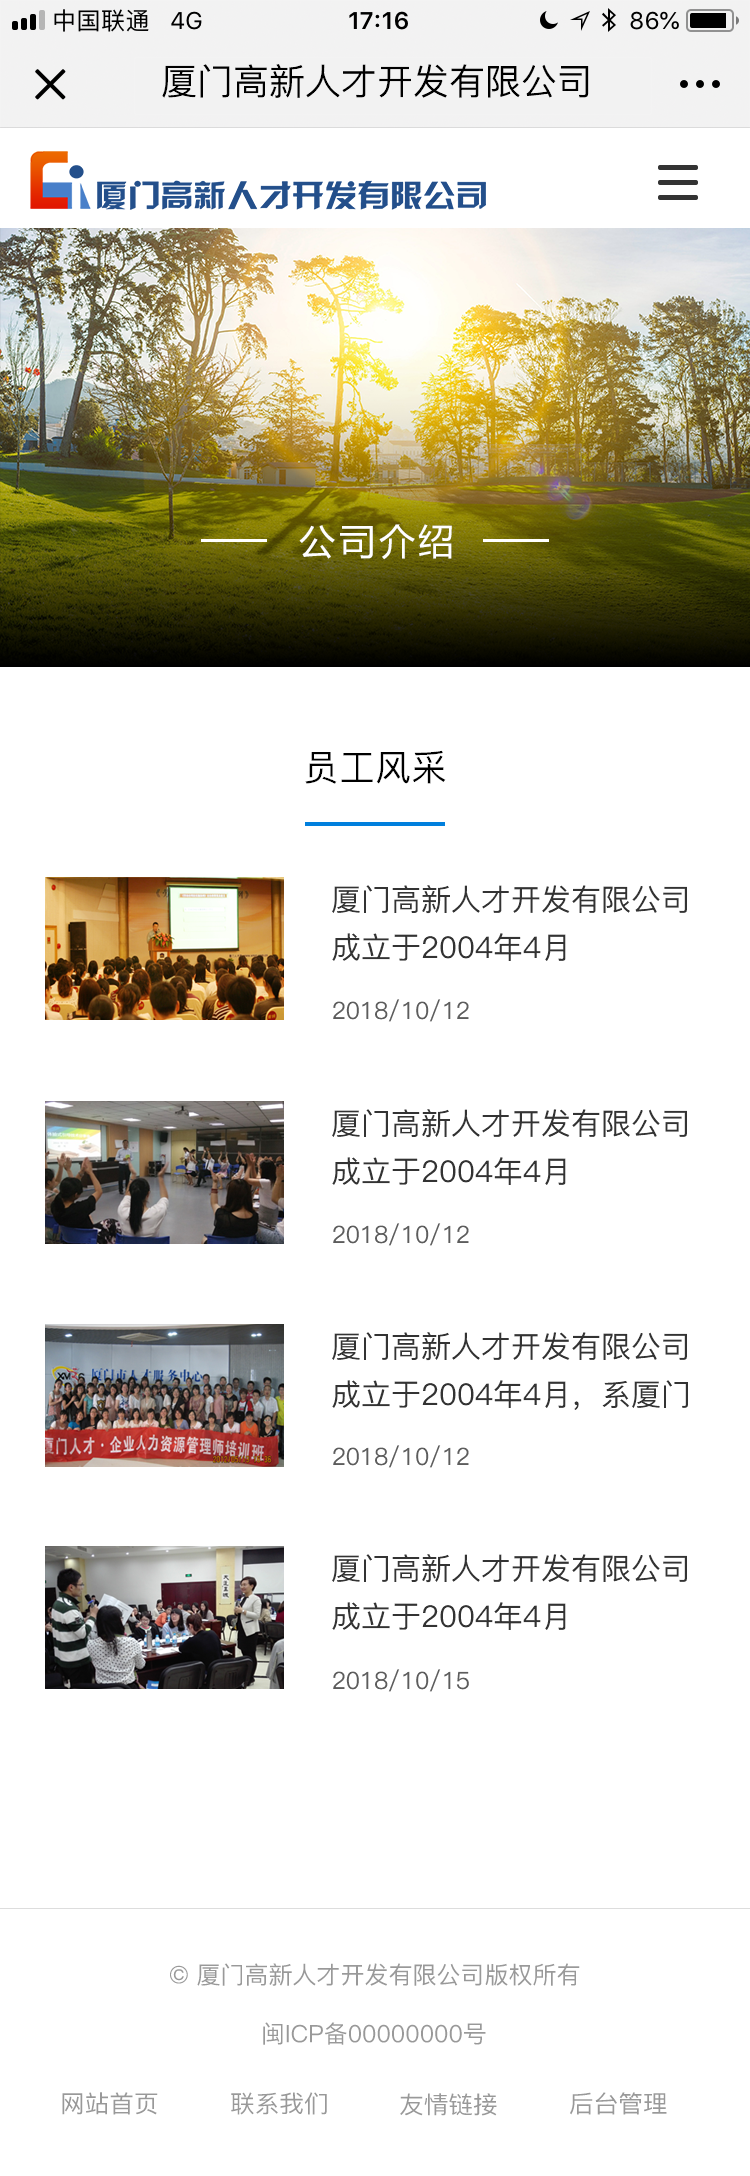 中国联通 4G 17:16 86%
厦门高新人才开发有限公司
厦门高新人才开发有限公司
公司介绍
员工风采
厦门高新人才开发有限公司
成立于2004年4月
2018/10/12
厦门高新人才开发有限公司
成立于2004年4月
2018/10/12
厦门市人才服务中心
厦门人才·企业人力资源管理师培训班
厦门高新人才开发有限公司
成立于2004年4月，系厦门
2018/10/12
厦门高新人才开发有限公司
成立于2004年4月
2018/10/15
© 厦门高新人才开发有限公司版权所有
闽ICP备00000000号
网站首页 联系我们 友情链接 后台管理